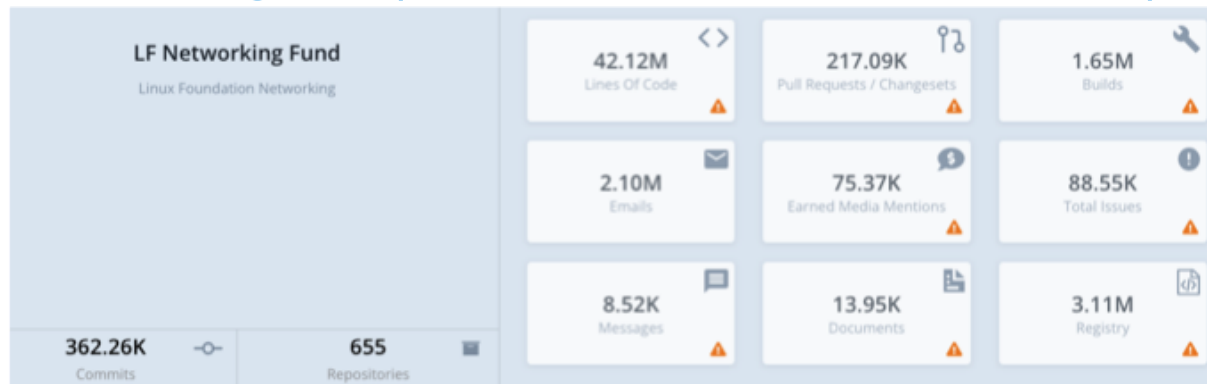 LF Networking Fund
Linux Foundation Networking
362.26K
Commits
655
Repositories
42.12M
Lines Of Code
217.09K
Pull Requests / Changesets
1.65M
Builds
2.10M
Emails
75.37K
Earned Media Mentions
88.55K
Total Issues
8.52K
Messages
13.95K
Documents
3.11M
Registry